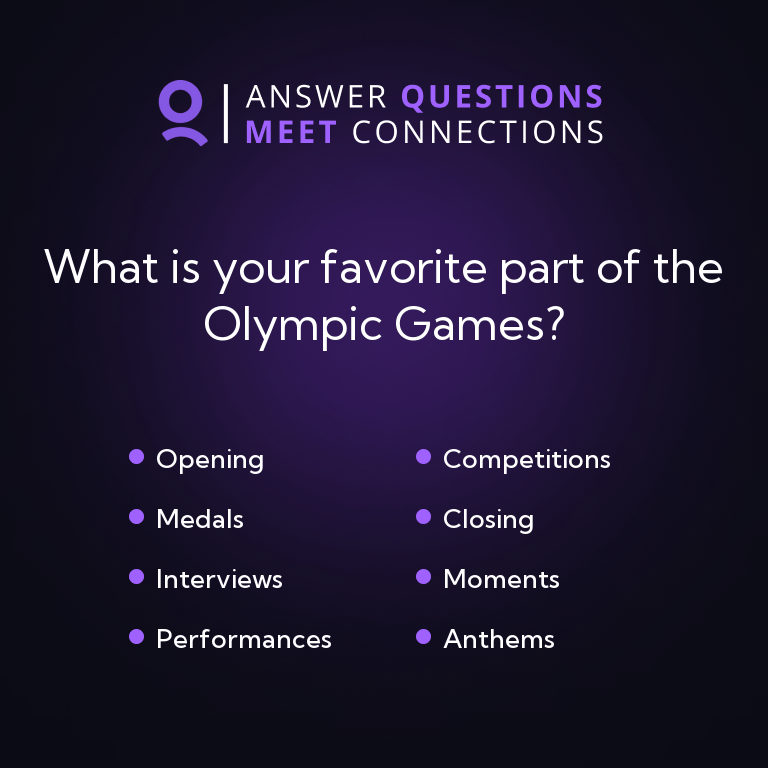 ANSWER QUESTIONS
MEET CONNECTIONS
What is your favorite part of the
Olympic Games?
Opening
Medals
Interviews
Performances
Competitions
Closing
Moments
Anthems